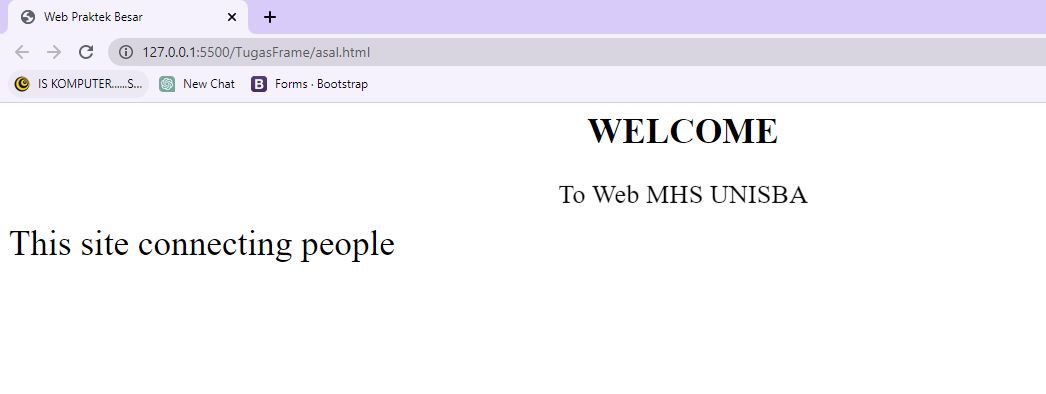 Web Praktek Besar
127.0.0.1:5500/TugasFrame/asal.html
IS KOMPUTER......S... New Chat Forms · Bootstrap
WELCOME
To Web MHS UNISBA
This site connecting people